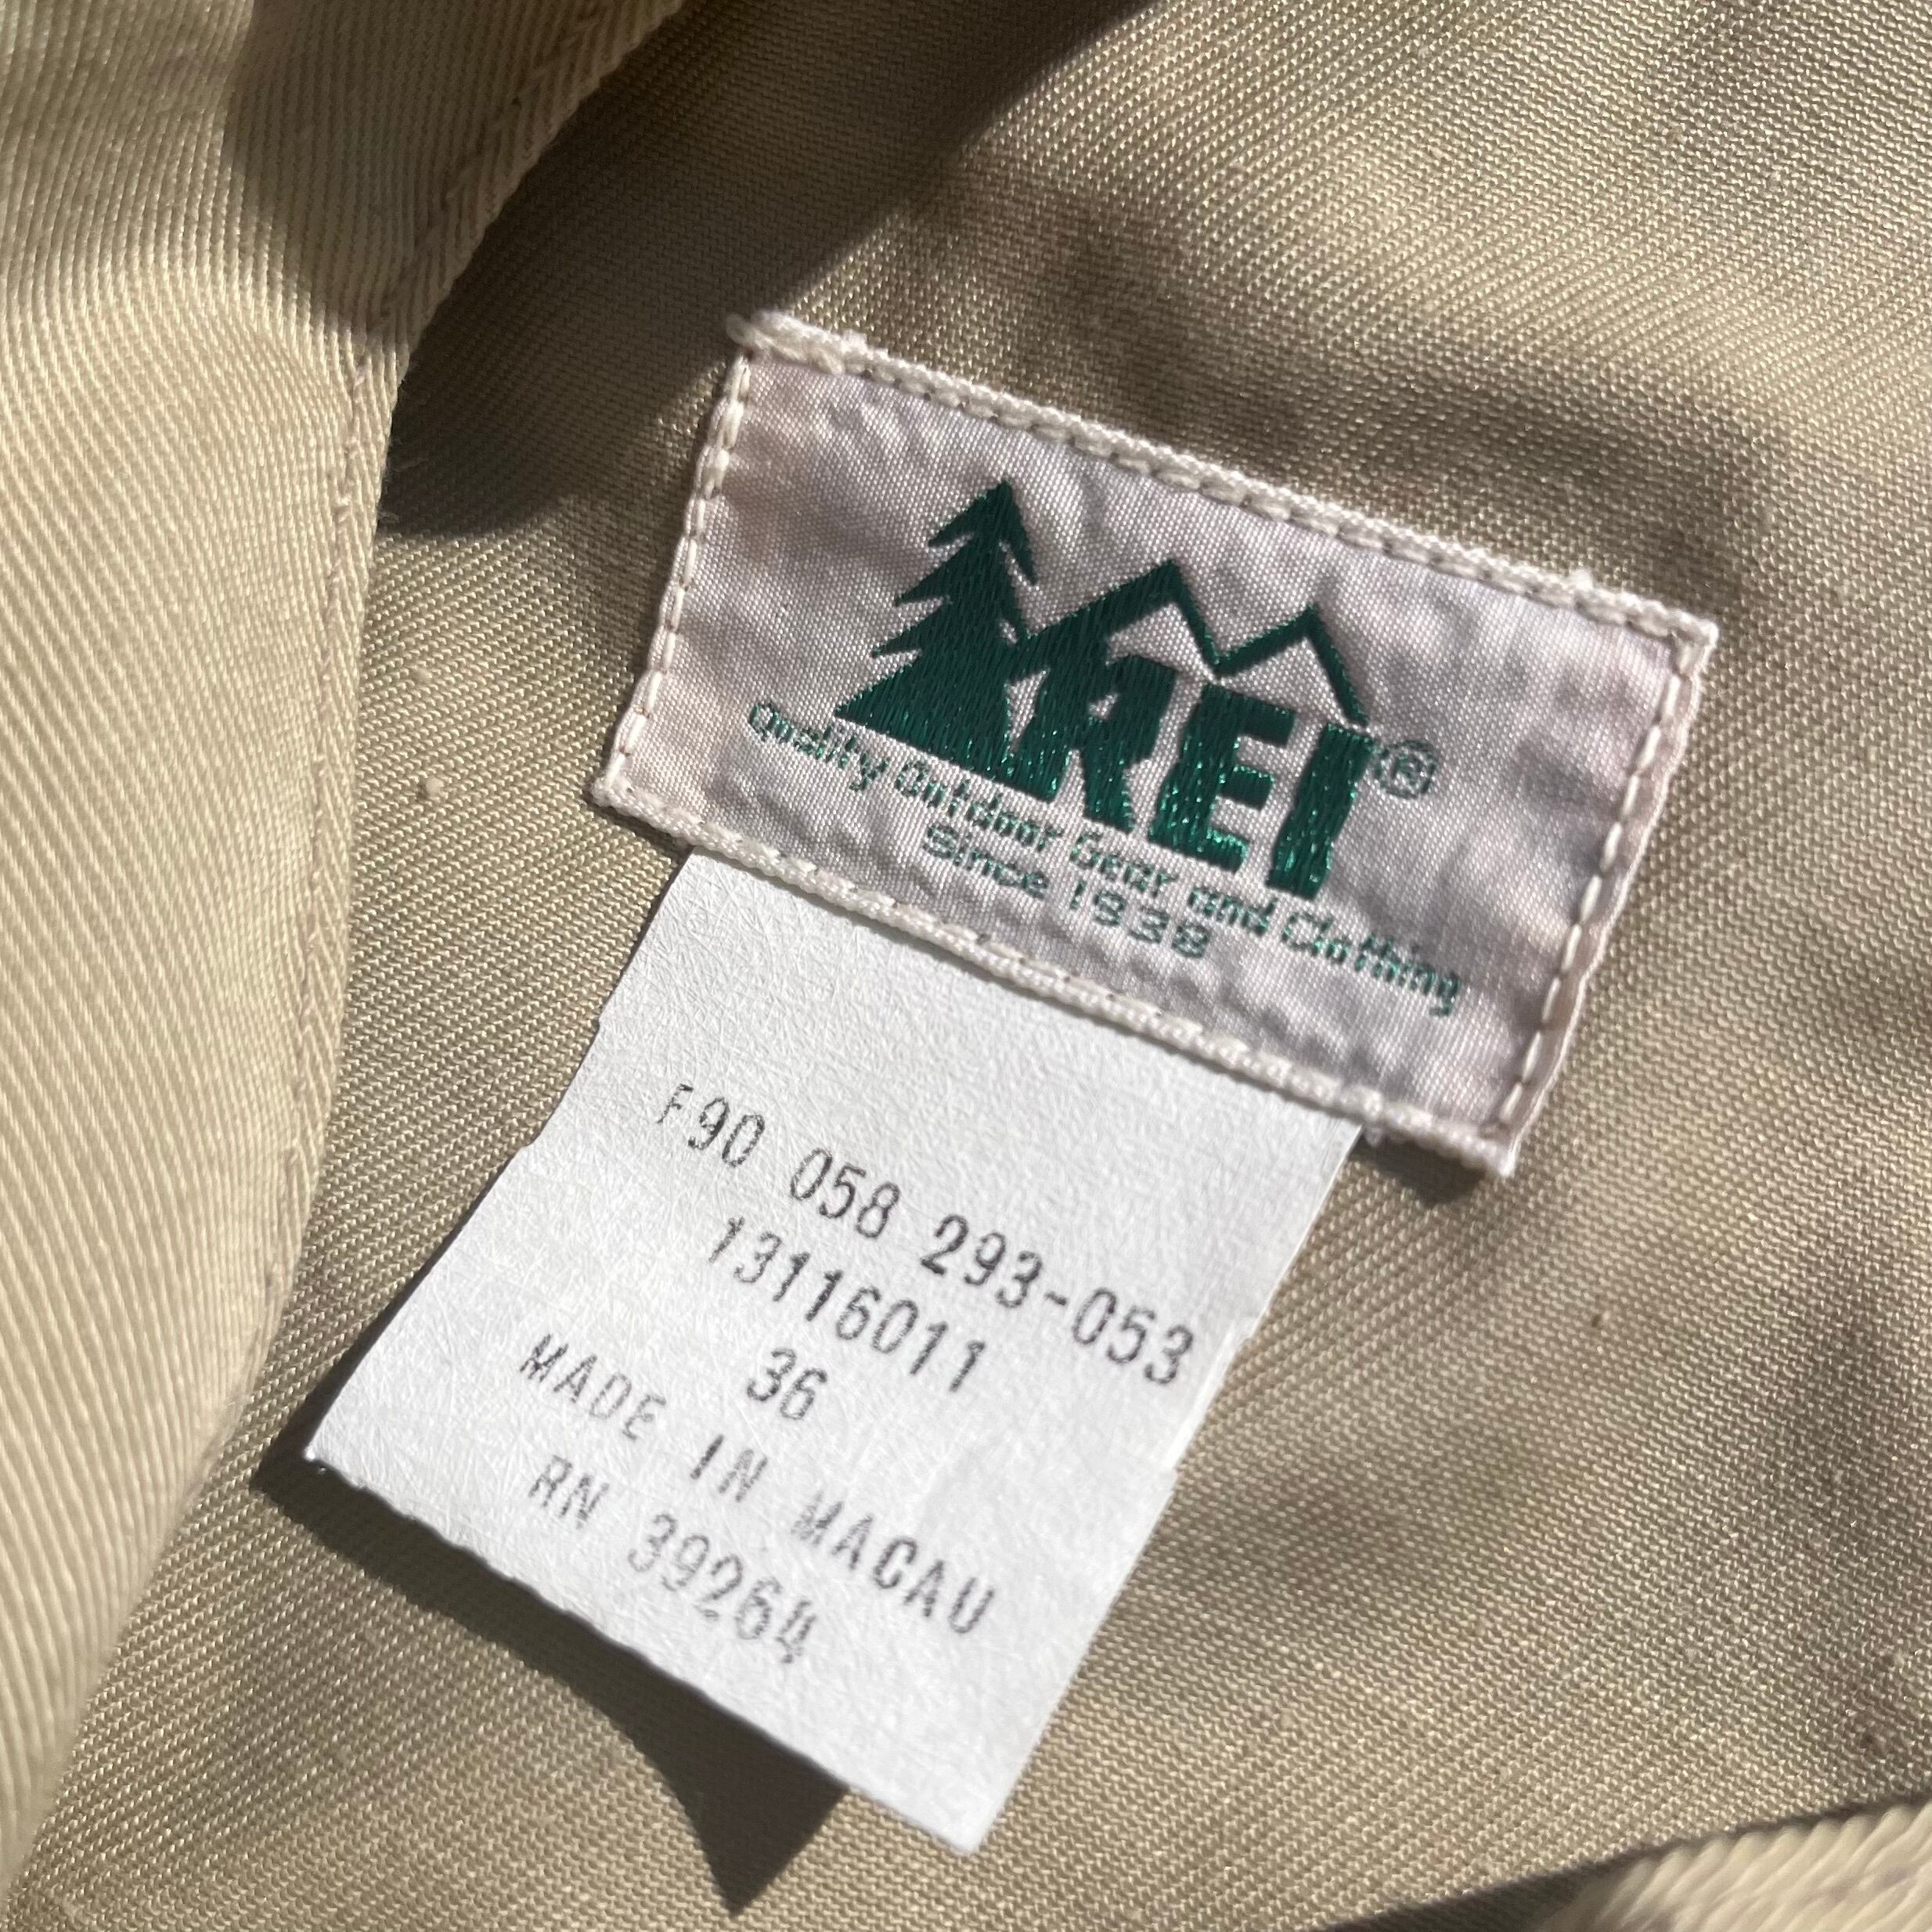 REI®
Quality Outdoor Gear and Clothing
Since 1938
F90 058 293-053
13116011
36
MADE IN MACAU
RN 39264